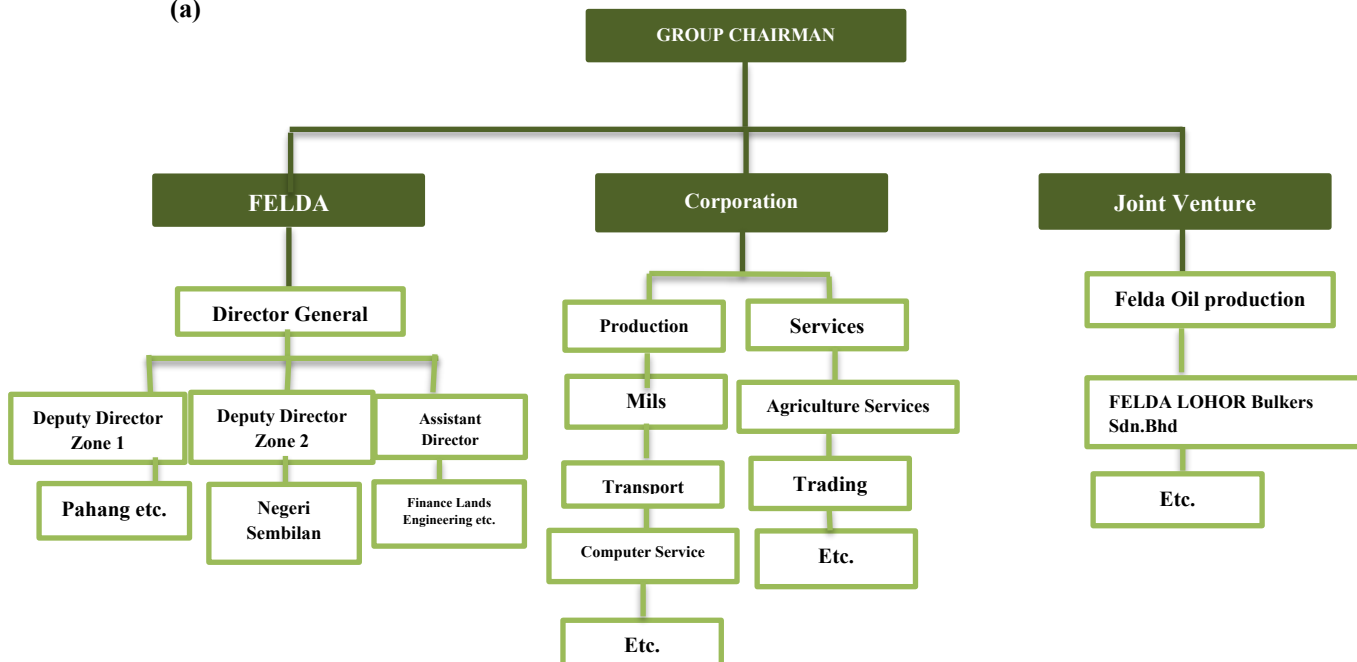 (a)
GROUP CHAIRMAN
FELDA
Corporation
Joint Venture
Director General
Production
Services
Felda Oil production
Deputy Director
Zone 1
Deputy Director
Zone 2
Assistant
Director
Mils
Agriculture Services
FELDA LOHOR Bulkers
Sdn.Bhd
Pahang etc.
Negeri
Sembilan
Finance Lands
Engineering etc.
Transport
Trading
Etc.
Computer Service
Etc.
Etc.